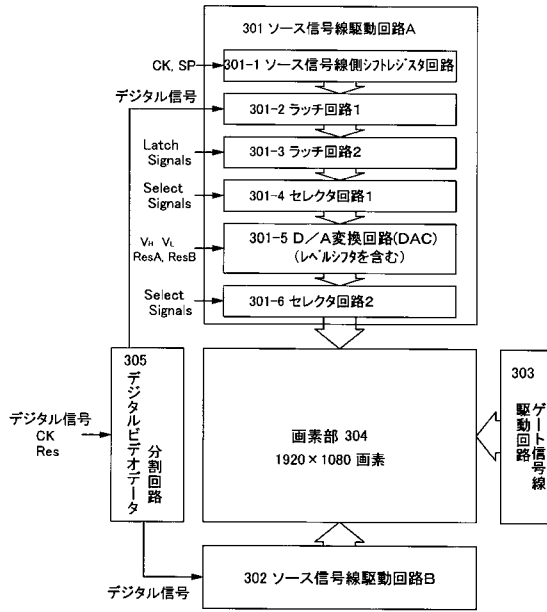 301 ソース信号線駆動回路A
CK, SP
301-1 ソース信号線側シフトレジスタ回路
デジタル信号
301-2 ラッチ回路1
Latch
Signals
301-3 ラッチ回路2
Select
Signals
301-4 セレクタ回路1
VH VL
ResA, ResB
301-5 D/A変換回路(DAC)
(レベルシフタを含む)
Select
Signals
301-6 セレクタ回路2
305
デジタルビデオデータ
分割回路
デジタル信号
CK
Res
画素部 304
1920×1080 画素
303
ゲート信号線
駆動回路
デジタル信号
302 ソース信号線駆動回路B